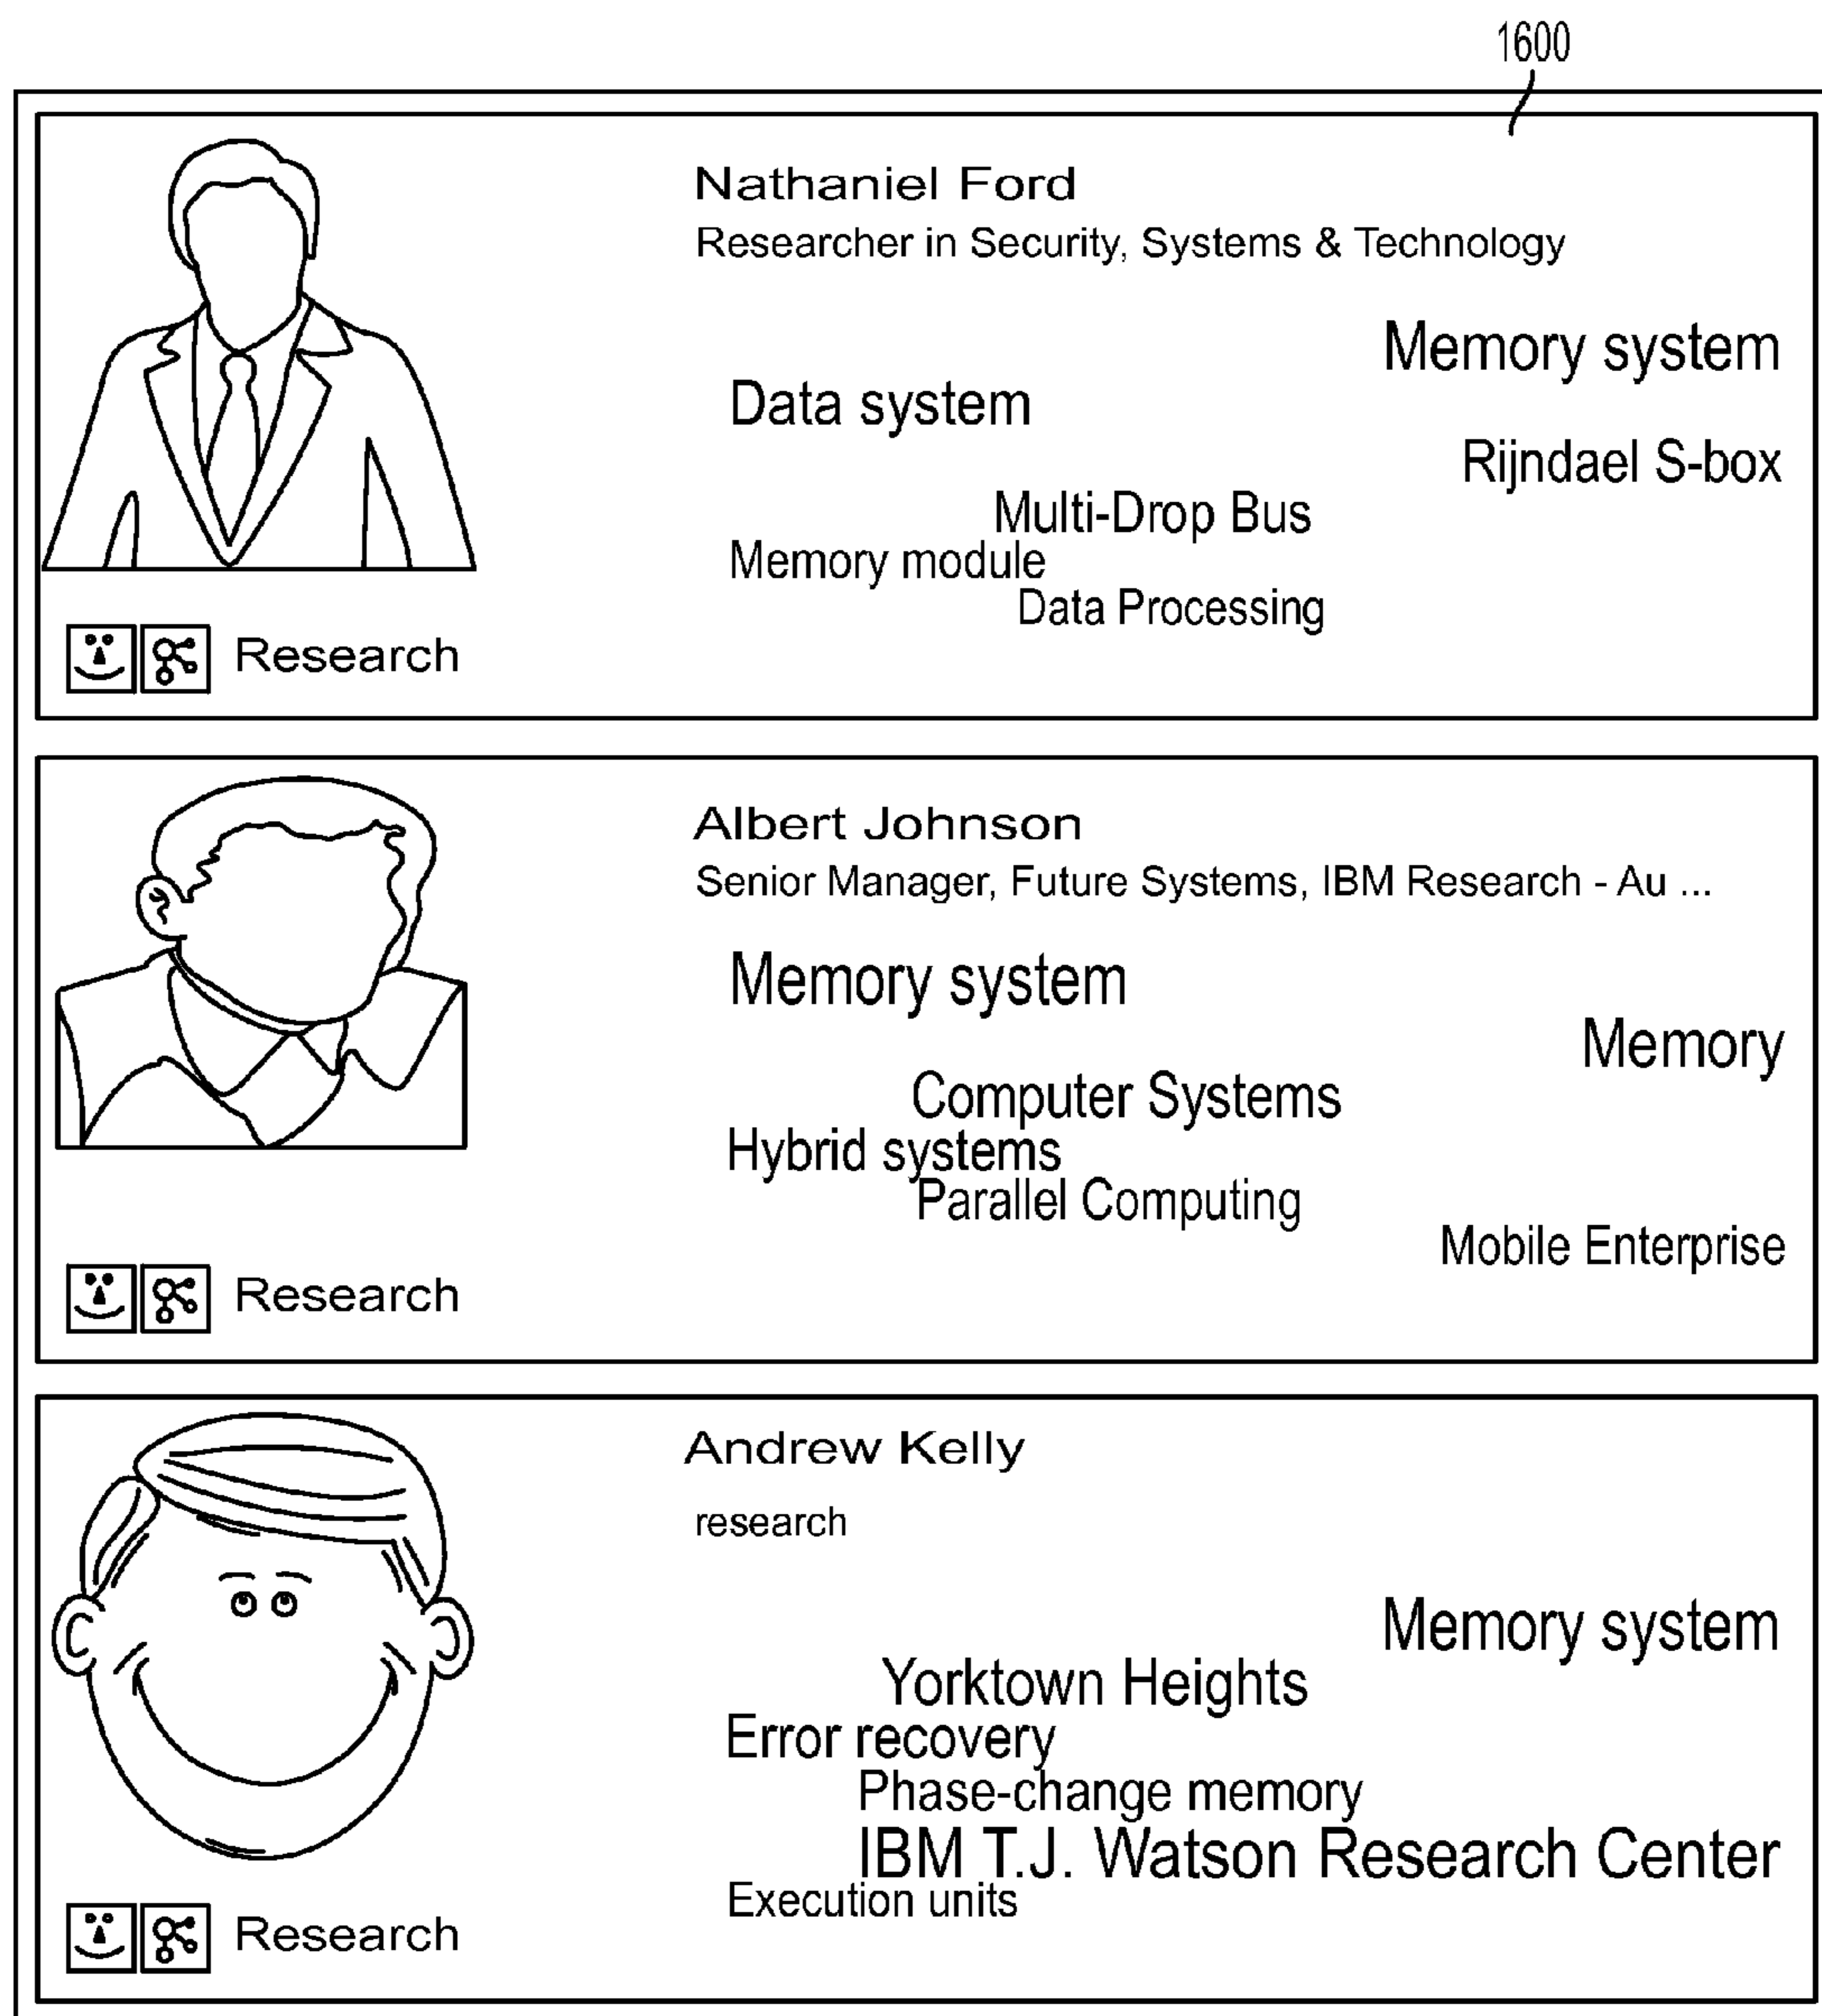 1600
Nathaniel Ford
Researcher in Security, Systems & Technology
Memory system
Data system
Rijndael S-box
Multi-Drop Bus
Memory module
Data Processing
Research
Albert Johnson
Senior Manager, Future Systems, IBM Research - Au ...
Memory system
Memory
Computer Systems
Hybrid systems
Parallel Computing
Mobile Enterprise
Research
Andrew Kelly
research
Memory system
Yorktown Heights
Error recovery
Phase-change memory
IBM T.J. Watson Research Center
Execution units
Research